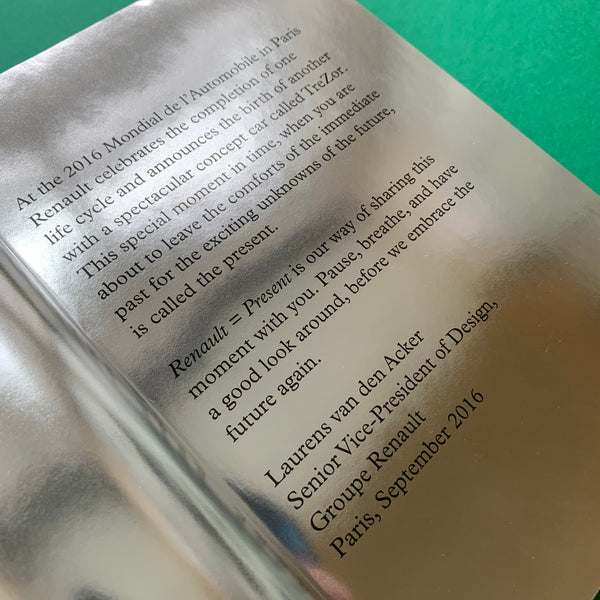 At the 2016 Mondial de l'Automobile in Paris
Renault celebrates the completion of one
life cycle and announces the birth of another
with a spectacular concept car called TreZor.
This special moment in time, when you are
about to leave the comforts of the immediate
past for the exciting unknowns of the future,
is called the present.
Renault = Present is our way of sharing this
moment with you. Pause, breathe, and have
a good look around, before we embrace the
future again.
Laurens van den Acker
Senior Vice-President of Design,
Groupe Renault
Paris, September 2016